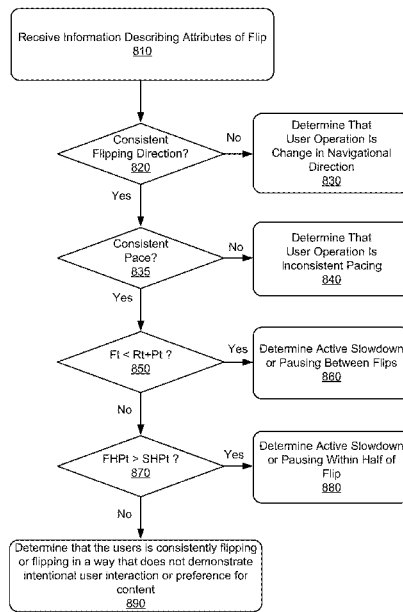 Receive Information Describing Attributes of Flip
810
Consistent
Flipping Direction?
820
No
Determine That
User Operation Is
Change in Navigational
Direction
830
Yes
Consistent
Pace?
835
No
Determine That
User Operation Is
Inconsistent Pacing
840
Yes
Ft < Rt+Pt ?
850
Yes
Determine Active Slowdown
or Pausing Between Flips
860
No
FHPt > SHPt ?
870
Yes
Determine Active Slowdown
or Pausing Within Half of
Flip
880
No
Determine that the users is consistently flipping
or flipping in a way that does not demonstrate
intentional user interaction or preference for
content
890